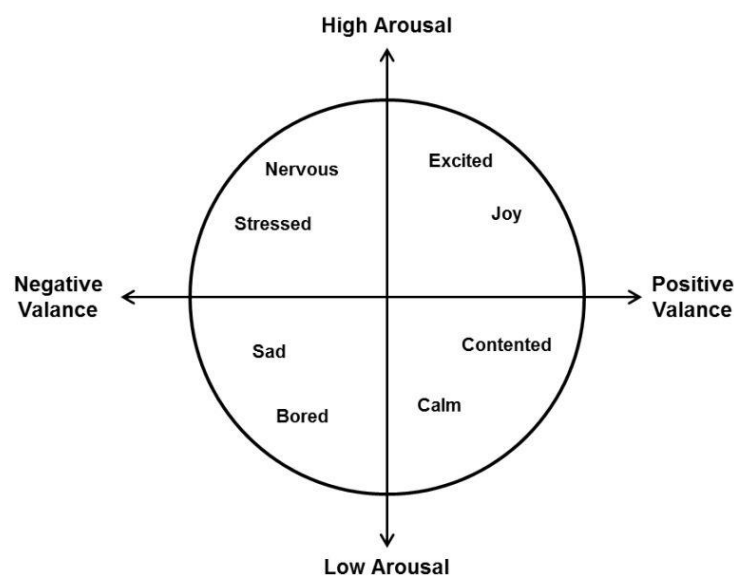 High Arousal
Excited
Nervous
Joy
Stressed
Negative
Valance
Positive
Valance
Contented
Sad
Calm
Bored
Low Arousal